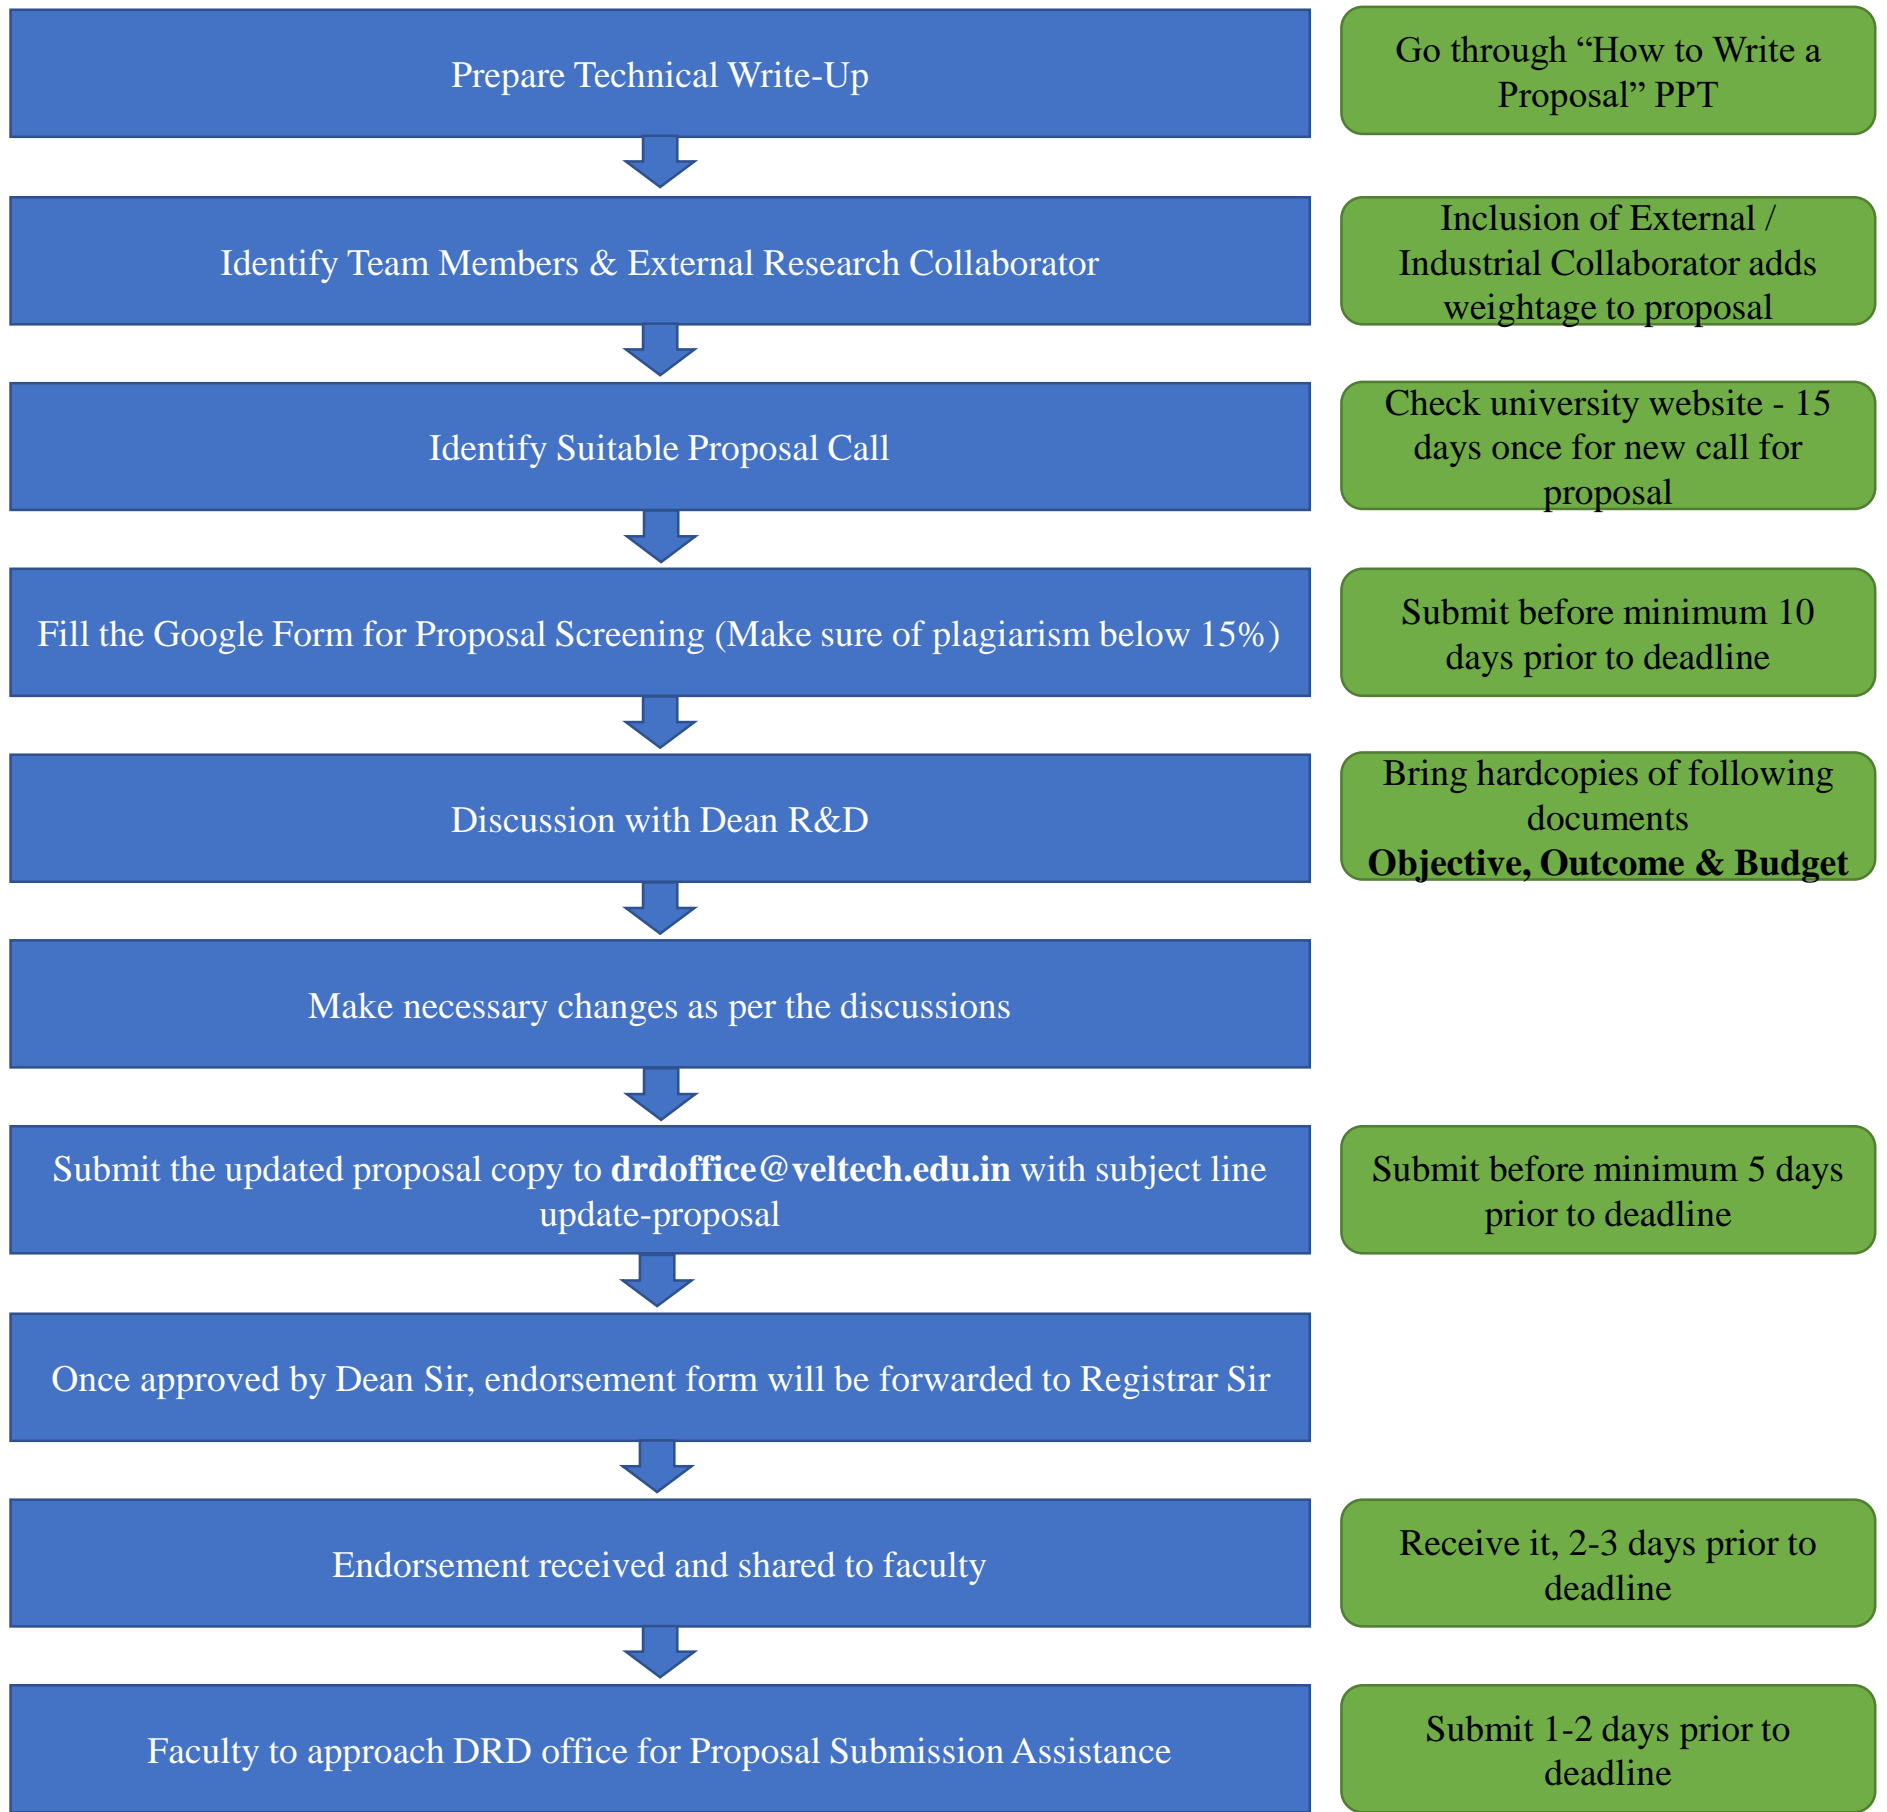 Prepare Technical Write-Up
Go through “How to Write a
Proposal” PPT
Identify Team Members & External Research Collaborator
Inclusion of External /
Industrial Collaborator adds
weightage to proposal
Identify Suitable Proposal Call
Check university website - 15
days once for new call for
proposal
Fill the Google Form for Proposal Screening (Make sure of plagiarism below 15%)
Submit before minimum 10
days prior to deadline
Discussion with Dean R&D
Bring hardcopies of following
documents
Objective, Outcome & Budget
Make necessary changes as per the discussions
Submit the updated proposal copy to drdoffice@veltech.edu.in with subject line
update-proposal
Submit before minimum 5 days
prior to deadline
Once approved by Dean Sir, endorsement form will be forwarded to Registrar Sir
Endorsement received and shared to faculty
Receive it, 2-3 days prior to
deadline
Faculty to approach DRD office for Proposal Submission Assistance
Submit 1-2 days prior to
deadline